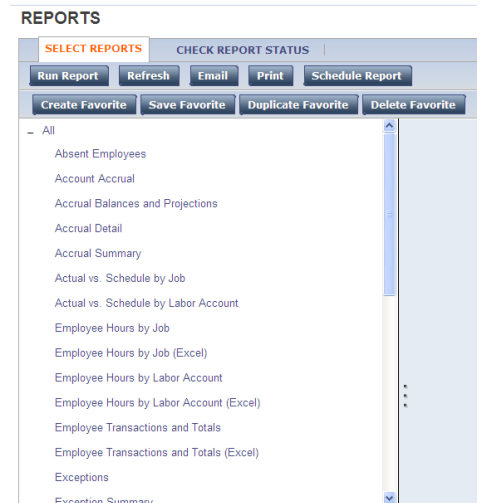 REPORTS
SELECT REPORTS CHECK REPORT STATUS
Run Report Refresh Email Print Schedule Report
Create Favorite Save Favorite Duplicate Favorite Delete Favorite
All
Absent Employees
Account Accrual
Accrual Balances and Projections
Accrual Detail
Accrual Summary
Actual vs. Schedule by Job
Actual vs. Schedule by Labor Account
Employee Hours by Job
Employee Hours by Job (Excel)
Employee Hours by Labor Account
Employee Hours by Labor Account (Excel)
Employee Transactions and Totals
Employee Transactions and Totals (Excel)
Exceptions
Exception Summary